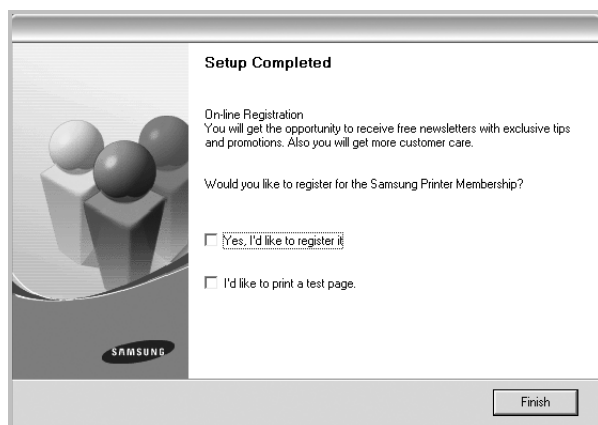 Setup Completed
On-line Registration
You will get the opportunity to receive free newsletters with exclusive tips
and promotions. Also you will get more customer care.
Would you like to register for the Samsung Printer Membership?
Yes, I'd like to register it
I'd like to print a test page.
SAMSUNG
Finish